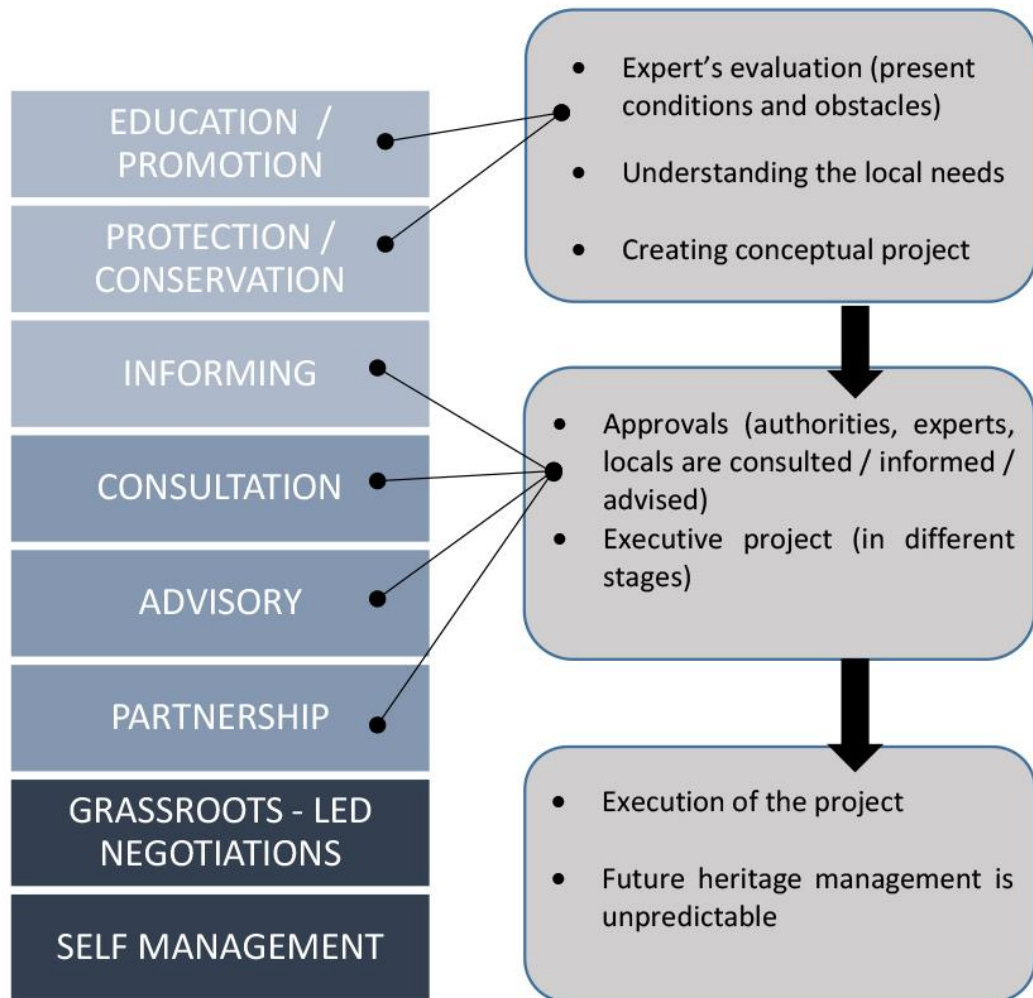 EDUCATION /
PROMOTION
PROTECTION /
CONSERVATION
INFORMING
CONSULTATION
ADVISORY
PARTNERSHIP
GRASSROOTS - LED
NEGOTIATIONS
SELF MANAGEMENT
• Expert’s evaluation (present
conditions and obstacles)
• Understanding the local needs
• Creating conceptual project
• Approvals (authorities, experts,
locals are consulted / informed /
advised)
• Executive project (in different
stages)
• Execution of the project
• Future heritage management is
unpredictable